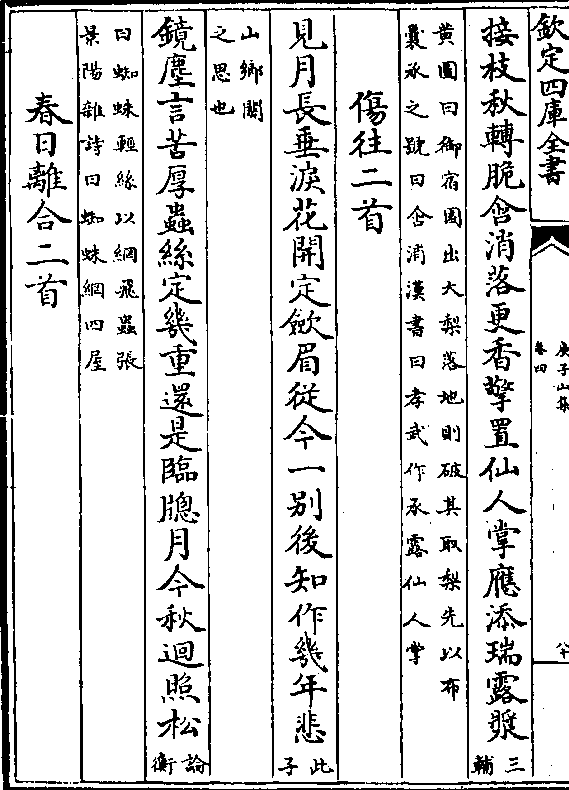 欽定四庫全書
庾子山集
卷四
八十
接枝秋轉脆含消落更香擎置仙人掌應添瑞露漿三
輔
黄圖曰御宿園出大梨落地則破其取梨先以布
囊承之號曰含消漢書曰孝武作承露仙人掌
傷往二首
見月長垂淚花開定歛眉從今一別後知作幾年悲此
子
山鄉關
之思也
鏡塵言苦厚蟲絲定幾重還是臨牎月今秋迴照松論
衡
曰蜘蛛輕絲以網飛蟲張
景陽雜詩曰蜘蛛網四屋
春日離合二首